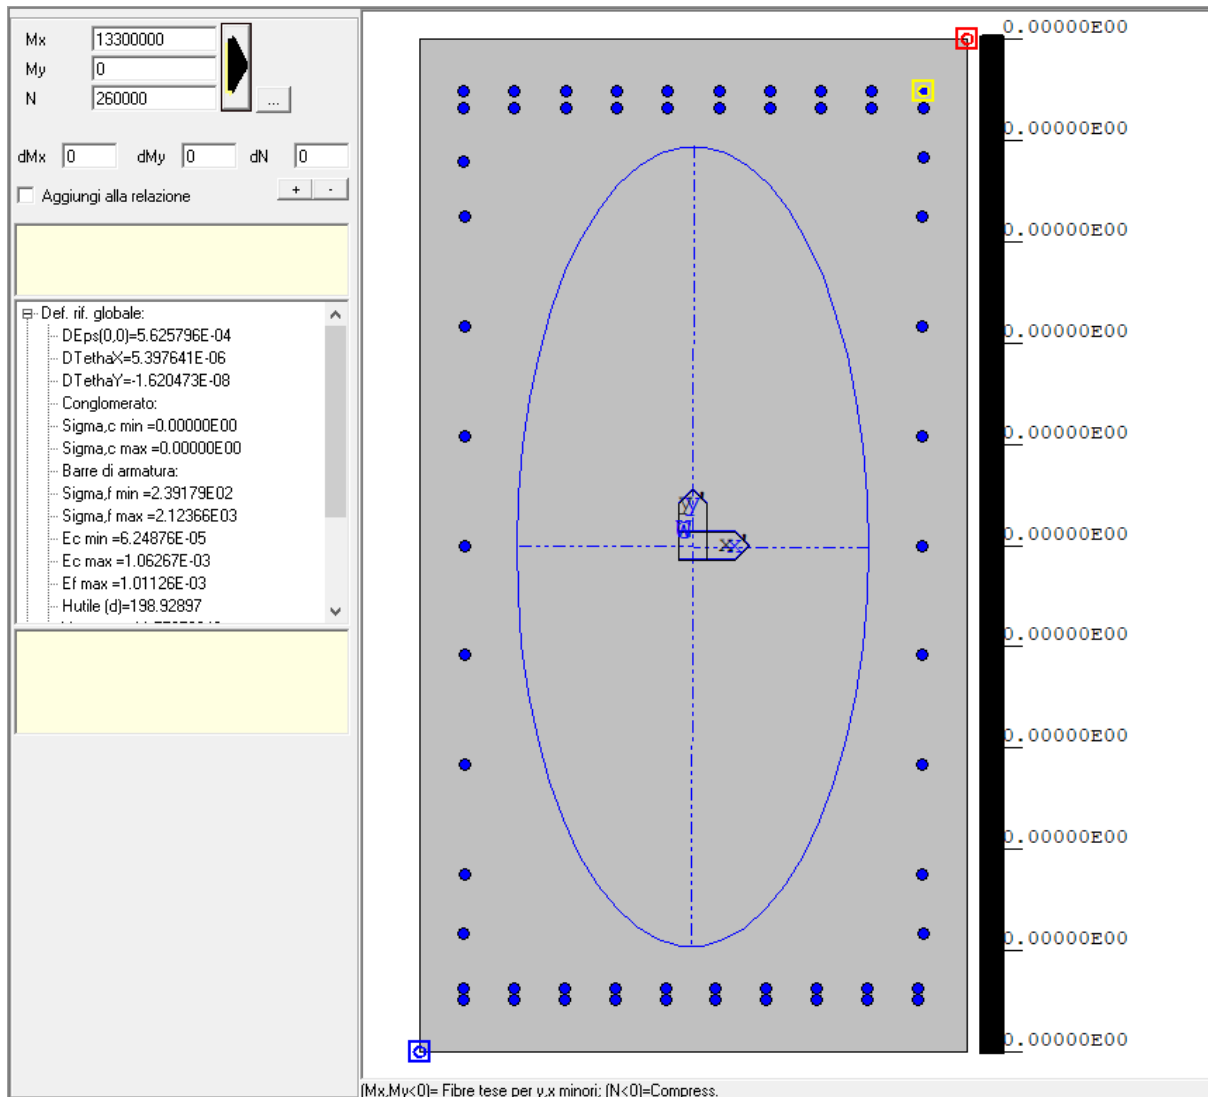 Mx 13300000
My 0
N 260000
...
dMx 0 dMy 0 dN 0
Aggiungi alla relazione + -
Def. rif. globale:
DEps(0,0)=5.625796E-04
DTethaX=5.397641E-06
DTethaY=-1.620473E-08
Conglomerato:
Sigma,c min =0.00000E00
Sigma,c max =0.00000E00
Barre di armatura:
Sigma,f min =2.39179E02
Sigma,f max =2.12366E03
Ec min =6.24876E-05
Ec max =1.06267E-03
Ef max =1.01126E-03
Hutile (d)=198.92897
0.00000E00
0.00000E00
0.00000E00
0.00000E00
0.00000E00
0.00000E00
0.00000E00
0.00000E00
0.00000E00
0.00000E00
0.00000E00
(Mx,My<0)= Fibre tese per y,x minori; (N<0)=Compress.